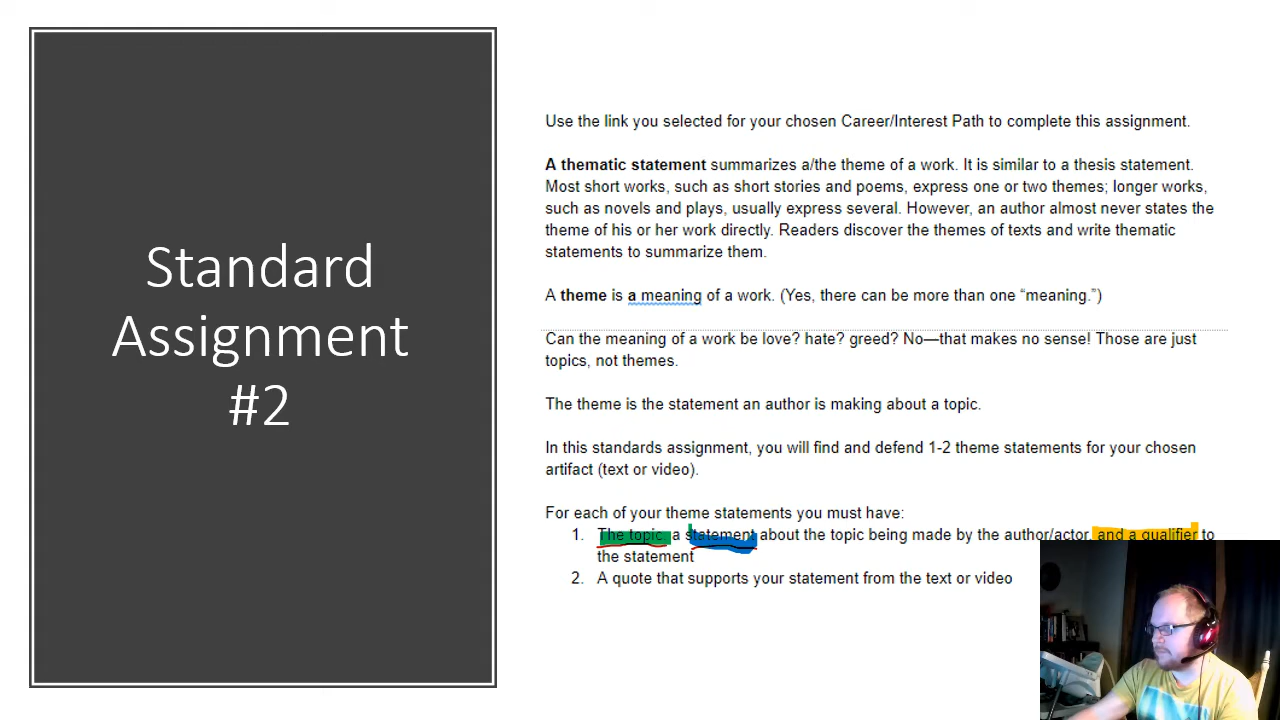 Standard
Assignment
#2
Use the link you selected for your chosen Career/Interest Path to complete this assignment.
A thematic statement summarizes a/the theme of a work. It is similar to a thesis statement.
Most short works, such as short stories and poems, express one or two themes; longer works,
such as novels and plays, usually express several. However, an author almost never states the
theme of his or her work directly. Readers discover the themes of texts and write thematic
statements to summarize them.
A theme is a meaning of a work. (Yes, there can be more than one “meaning.”)
Can the meaning of a work be love? hate? greed? No—that makes no sense! Those are just
topics, not themes.
The theme is the statement an author is making about a topic.
In this standards assignment, you will find and defend 1-2 theme statements for your chosen
artifact (text or video).
For each of your theme statements you must have:
1. The topic, a statement about the topic being made by the author/actor, and a qualifier to
the statement
2. A quote that supports your statement from the text or video